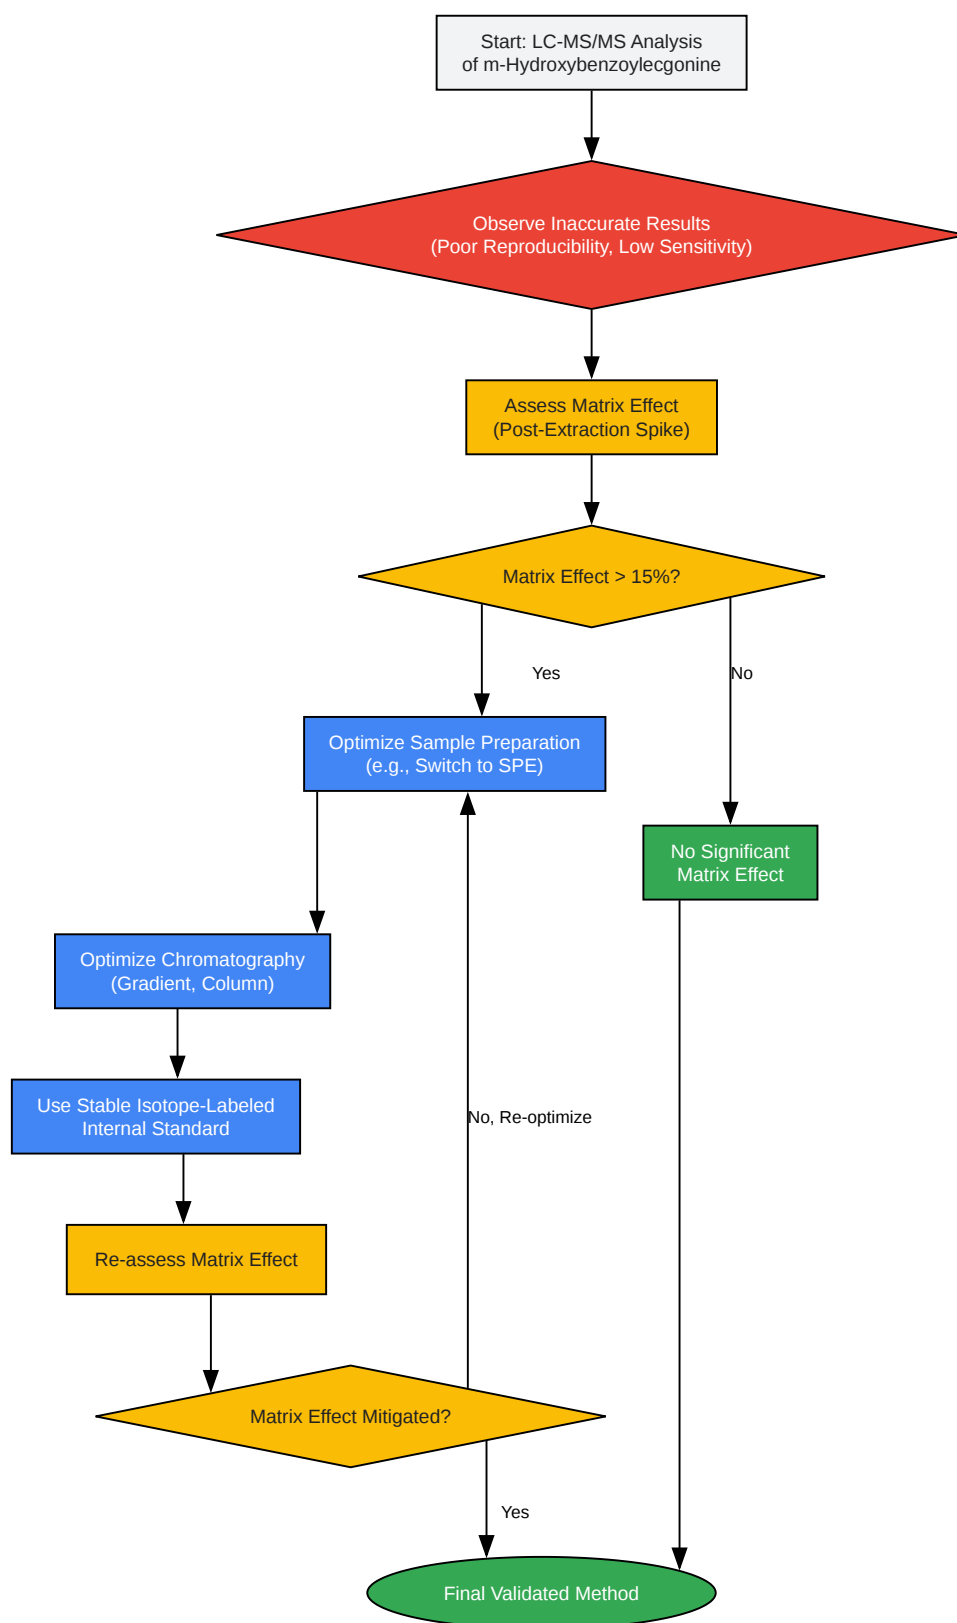 Start: LC-MS/MS Analysis
of m-Hydroxybenzoylecgonine
Observe Inaccurate Results
(Poor Reproducibility, Low Sensitivity)
Assess Matrix Effect
(Post-Extraction Spike)
Matrix Effect > 15%?
Yes
No
Optimize Sample Preparation
(e.g., Switch to SPE)
No Significant
Matrix Effect
Optimize Chromatography
(Gradient, Column)
Use Stable Isotope-Labeled
Internal Standard
No, Re-optimize
Re-assess Matrix Effect
Matrix Effect Mitigated?
Yes
Final Validated Method